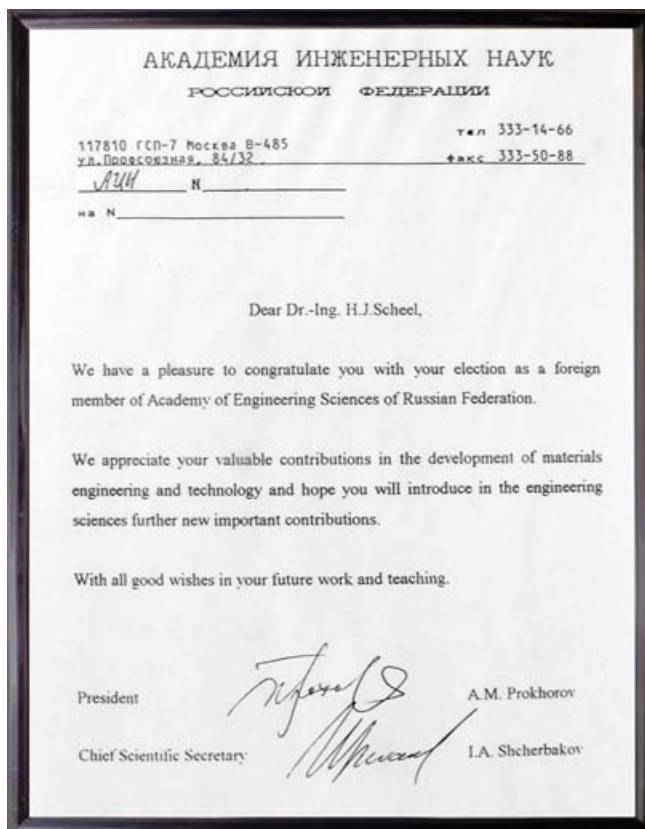 АКАДЕМИЯ ИНЖЕНЕРНЫХ НАУК
РОССИЙСКОЙ ФЕДЕРАЦИИ
тел 333-14-66
117810 ГСП-7 Москва В-485
ул.Профсоюзная, 84/32
факс 333-50-88
АИН N
на N
Dear Dr.-Ing. H.J.Scheel,
We have a pleasure to congratulate you with your election as a foreign
member of Academy of Engineering Sciences of Russian Federation.
We appreciate your valuable contributions in the development of materials
engineering and technology and hope you will introduce in the engineering
sciences further new important contributions.
With all good wishes in your future work and teaching.
President A.M. Prokhorov
Chief Scientific Secretary I.A. Shcherbakov